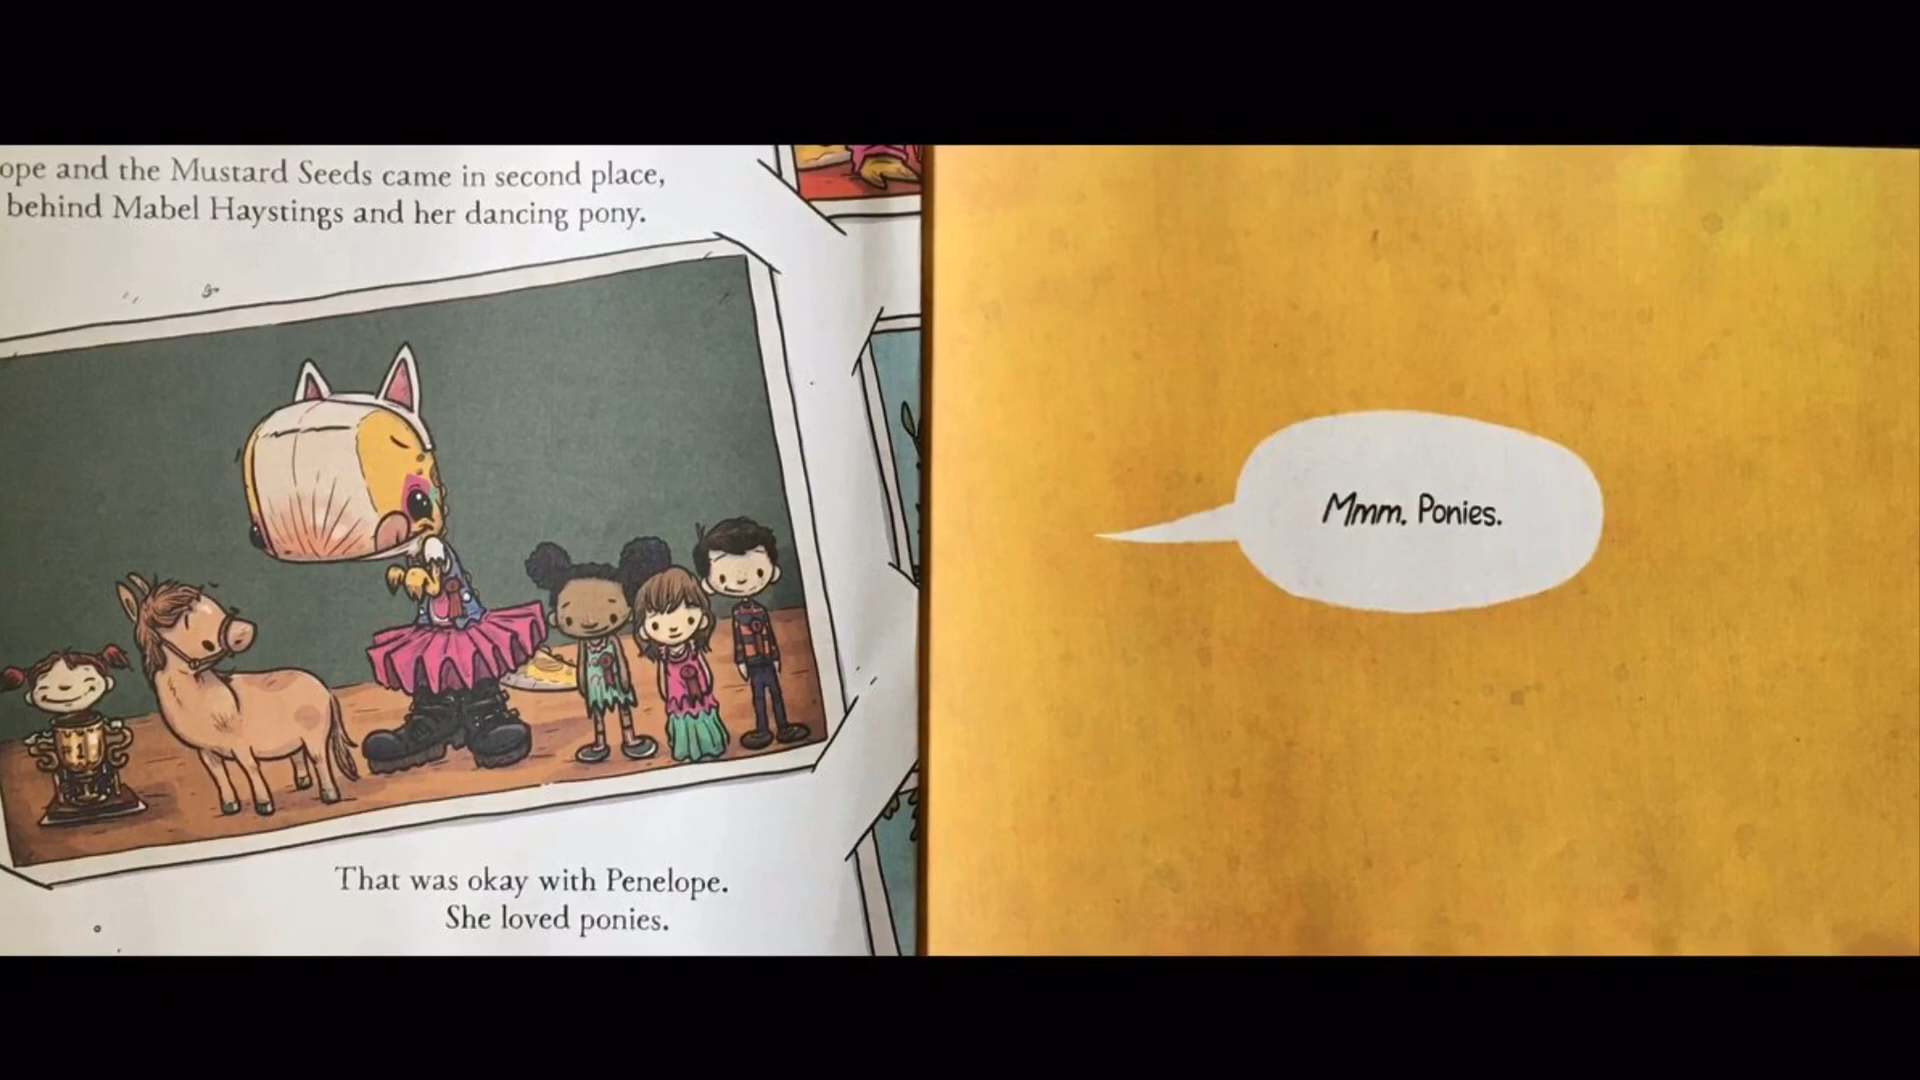 ope and the Mustard Seeds came in second place,
behind Mabel Haystings and her dancing pony.
#1
That was okay with Penelope.
She loved ponies.
Mmm. Ponies.